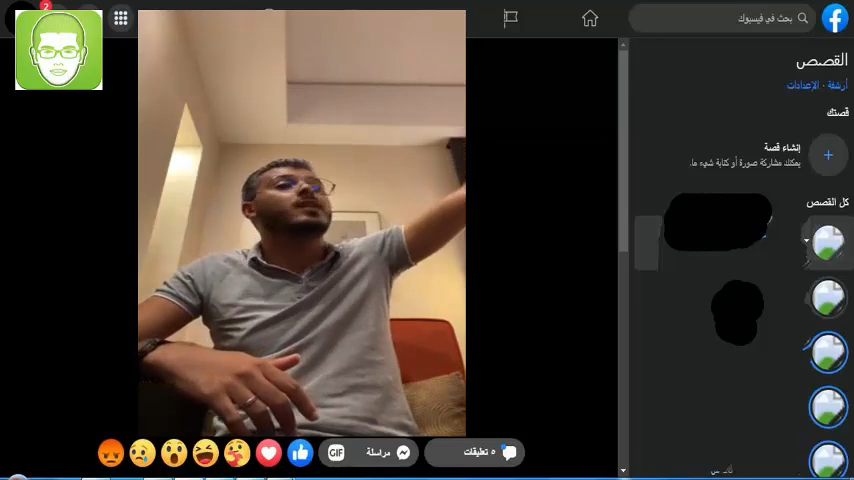 2
بحث في فيسبوك
القصص
أرشفة · الإعدادات
قصتك
إنشاء قصة
يمكنك مشاركة صورة أو كتابة شيء ما.
كل القصص
GIF
مراسلة
٥ تعليقات